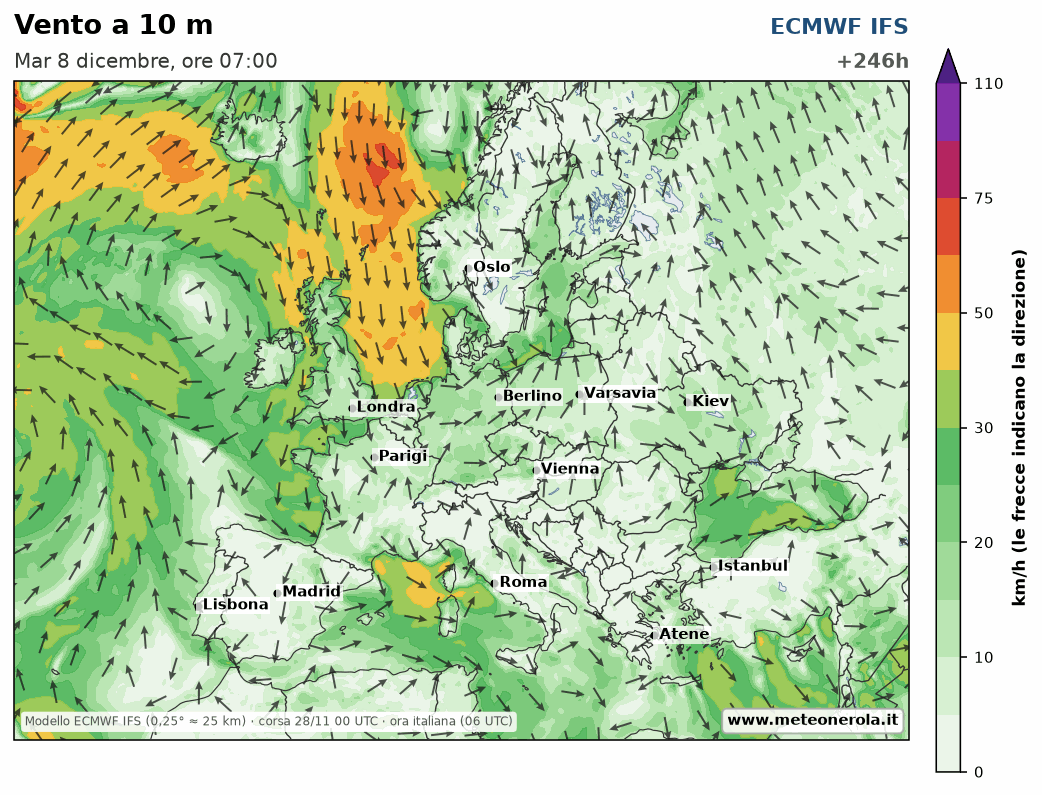 Vento a 10 m
ECMWF IFS
Mar 8 dicembre, ore 07:00
+246h
110
75
50
30
20
10
0
km/h (le frecce indicano la direzione)
Oslo
Berlino
Varsavia
Kiev
Londra
Parigi
Vienna
Istanbul
Roma
Madrid
Lisbona
Atene
Modello ECMWF IFS (0,25° ≈ 25 km) · corsa 28/11 00 UTC · ora italiana (06 UTC)
www.meteonerola.it